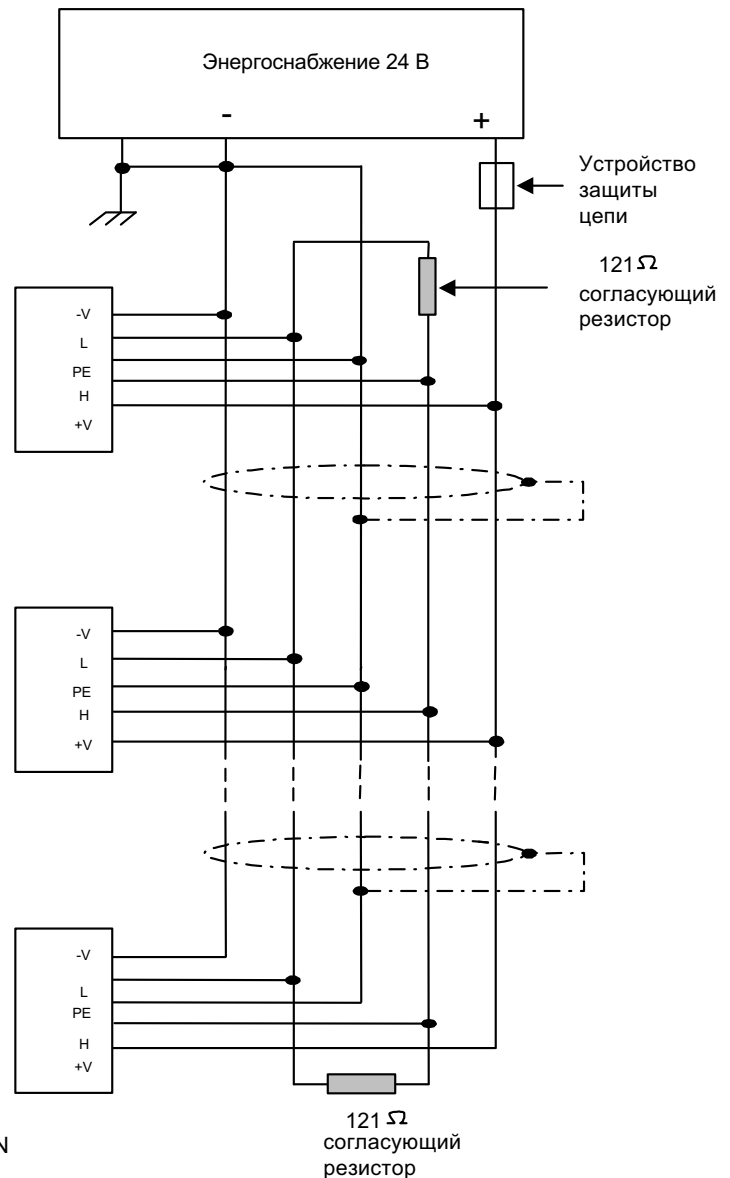 Энергоснабжение 24 В
-
+
Устройство
защиты
цепи
121 Ω
согласующий
резистор
-V
L
PE
H
+V
-V
L
PE
H
+V
-V
L
PE
H
+V
121 Ω
согласующий
резистор
N